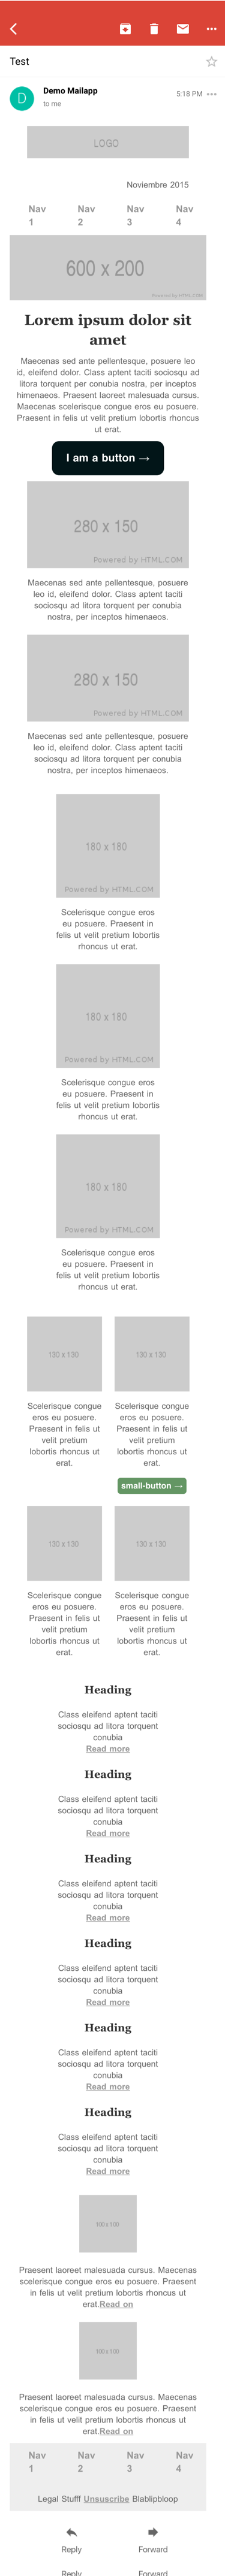 Test
D
Demo Mailapp
5:18 PM
to me
LOGO
Noviembre 2015
Nav Nav Nav Nav
1 2 3 4
600 x 200
Powered by HTML.COM
Lorem ipsum dolor sit
amet
Maecenas sed ante pellentesque, posuere leo
id, eleifend dolor. Class aptent taciti sociosqu ad
litora torquent per conubia nostra, per inceptos
himenaeos. Praesent laoreet malesuada cursus.
Maecenas scelerisque congue eros eu posuere.
Praesent in felis ut velit pretium lobortis rhoncus
ut erat.
I am a button →
280 x 150
Powered by HTML.COM
Maecenas sed ante pellentesque, posuere
leo id, eleifend dolor. Class aptent taciti
sociosqu ad litora torquent per conubia
nostra, per inceptos himenaeos.
280 x 150
Powered by HTML.COM
Maecenas sed ante pellentesque, posuere
leo id, eleifend dolor. Class aptent taciti
sociosqu ad litora torquent per conubia
nostra, per inceptos himenaeos.
180 x 180
Powered by HTML.COM
Scelerisque congue eros
eu posuere. Praesent in
felis ut velit pretium lobortis
rhoncus ut erat.
180 x 180
Powered by HTML.COM
Scelerisque congue eros
eu posuere. Praesent in
felis ut velit pretium lobortis
rhoncus ut erat.
180 x 180
Powered by HTML.COM
Scelerisque congue eros
eu posuere. Praesent in
felis ut velit pretium lobortis
rhoncus ut erat.
130 x 130
Scelerisque congue
eros eu posuere.
Praesent in felis ut
velit pretium
lobortis rhoncus ut
erat.
130 x 130
Scelerisque congue
eros eu posuere.
Praesent in felis ut
velit pretium
lobortis rhoncus ut
erat.
small-button →
130 x 130
Scelerisque congue
eros eu posuere.
Praesent in felis ut
velit pretium
lobortis rhoncus ut
erat.
130 x 130
Scelerisque congue
eros eu posuere.
Praesent in felis ut
velit pretium
lobortis rhoncus ut
erat.
Heading
Class eleifend aptent taciti
sociosqu ad litora torquent
conubia
Read more
Heading
Class eleifend aptent taciti
sociosqu ad litora torquent
conubia
Read more
Heading
Class eleifend aptent taciti
sociosqu ad litora torquent
conubia
Read more
Heading
Class eleifend aptent taciti
sociosqu ad litora torquent
conubia
Read more
Heading
Class eleifend aptent taciti
sociosqu ad litora torquent
conubia
Read more
Heading
Class eleifend aptent taciti
sociosqu ad litora torquent
conubia
Read more
100 x 100
Praesent laoreet malesuada cursus. Maecenas
scelerisque congue eros eu posuere. Praesent
in felis ut velit pretium lobortis rhoncus ut
erat.Read on
100 x 100
Praesent laoreet malesuada cursus. Maecenas
scelerisque congue eros eu posuere. Praesent
in felis ut velit pretium lobortis rhoncus ut
erat.Read on
Nav Nav Nav Nav
1 2 3 4
Legal Stufff Unsuscribe Blablipbloop
Reply Forward
Reply Forward